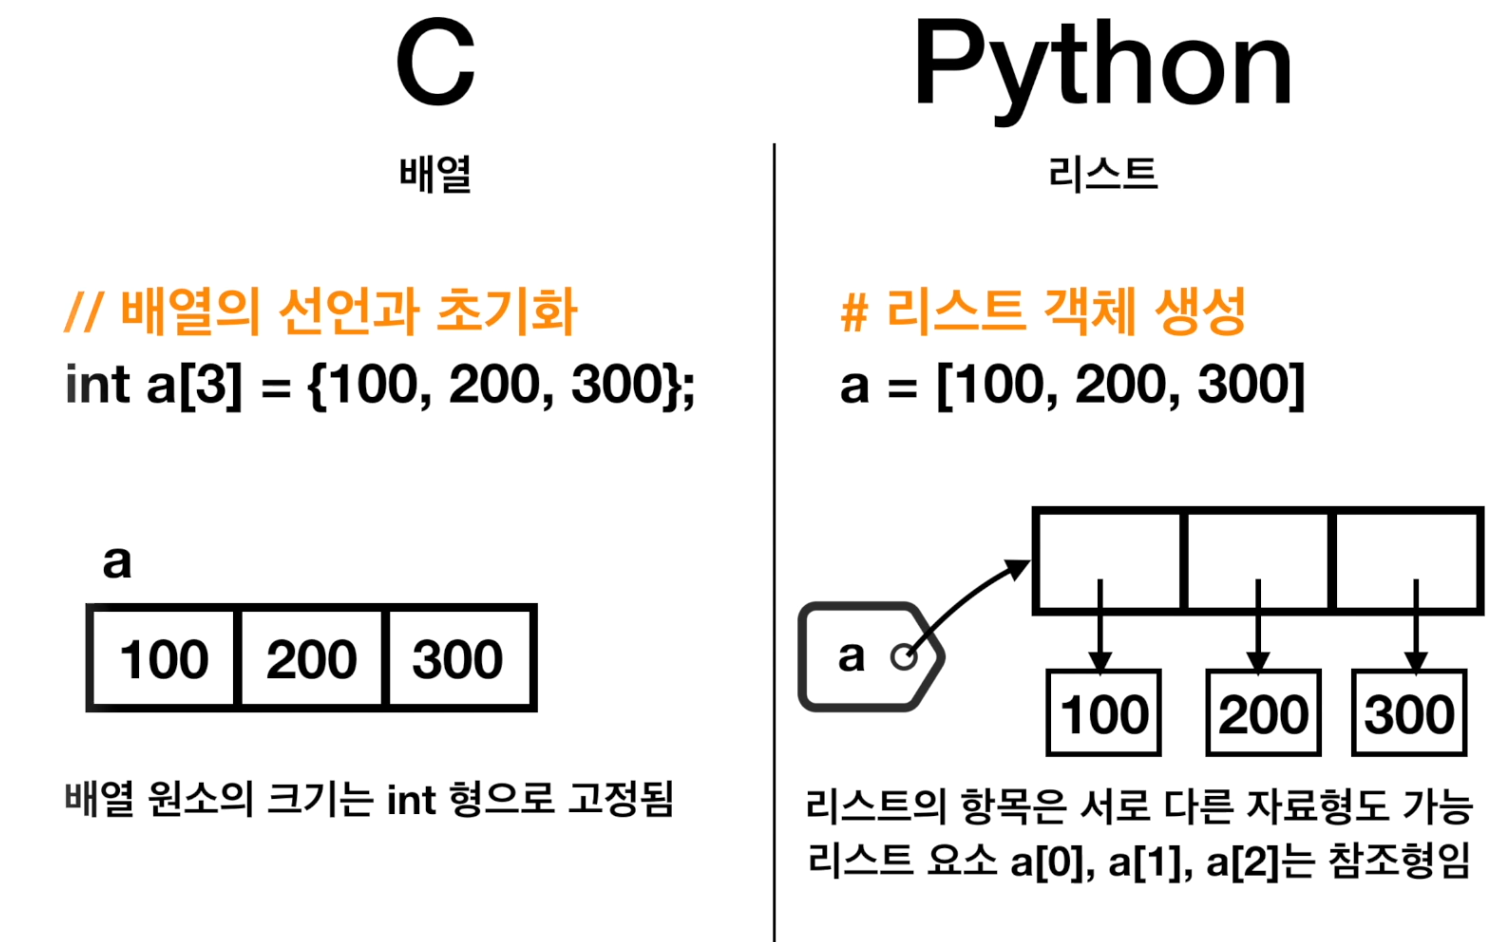 C
배열
// 배열의 선언과 초기화
int a[3] = {100, 200, 300};
a
100 200 300
배열 원소의 크기는 int 형으로 고정됨
Python
리스트
# 리스트 객체 생성
a = [100, 200, 300]
a
100 200 300
리스트의 항목은 서로 다른 자료형도 가능
리스트 요소 a[0], a[1], a[2]는 참조형임